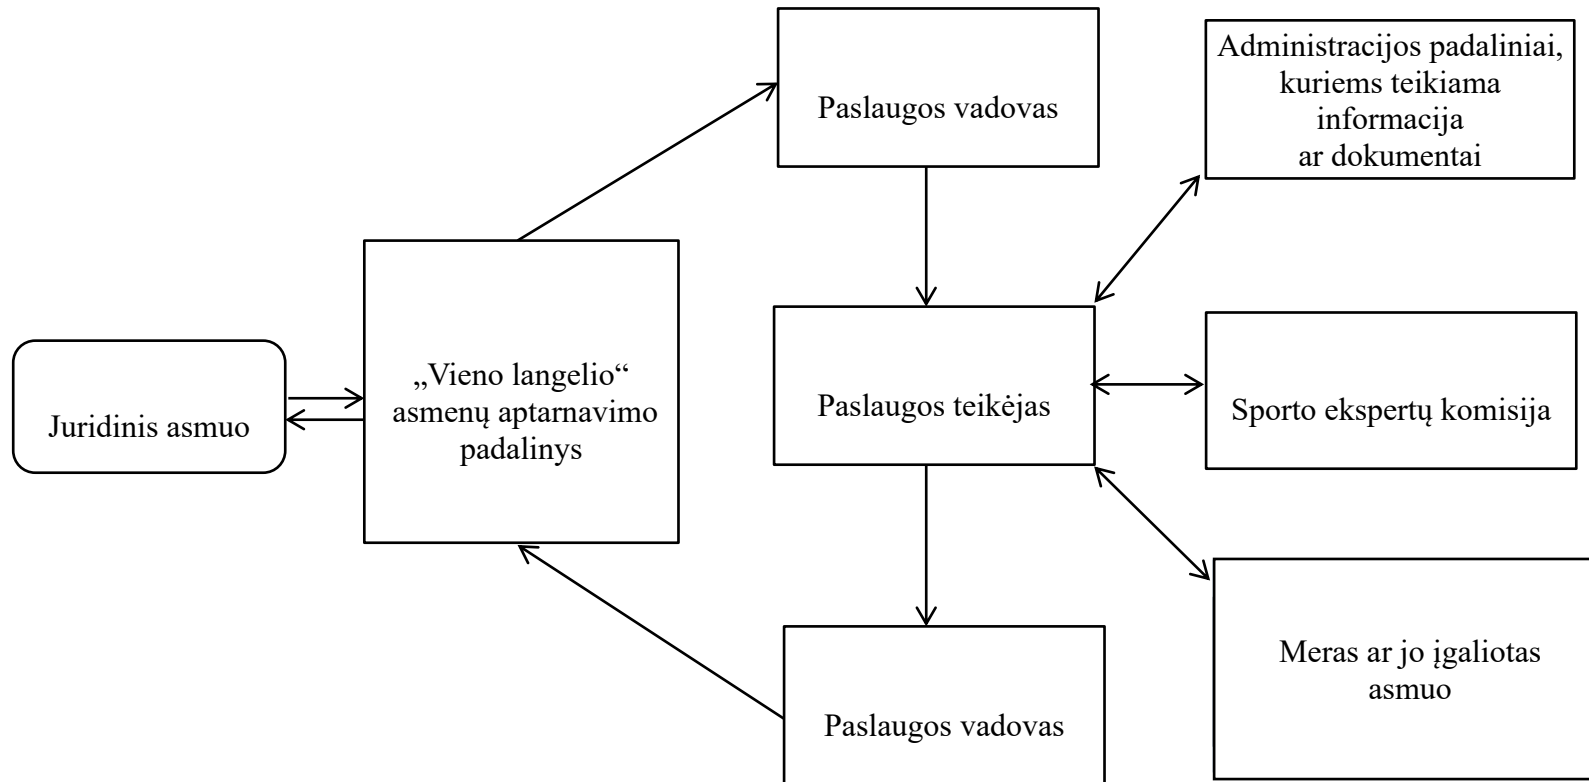 Paslaugos vadovas
Administracijos padaliniai,
kuriems teikiama
informacija
ar dokumentai
Juridinis asmuo
„Vieno langelio“
asmenų aptarnavimo
padalinys
Paslaugos teikėjas
Sporto ekspertų komisija
Paslaugos vadovas
Meras ar jo įgaliotas
asmuo